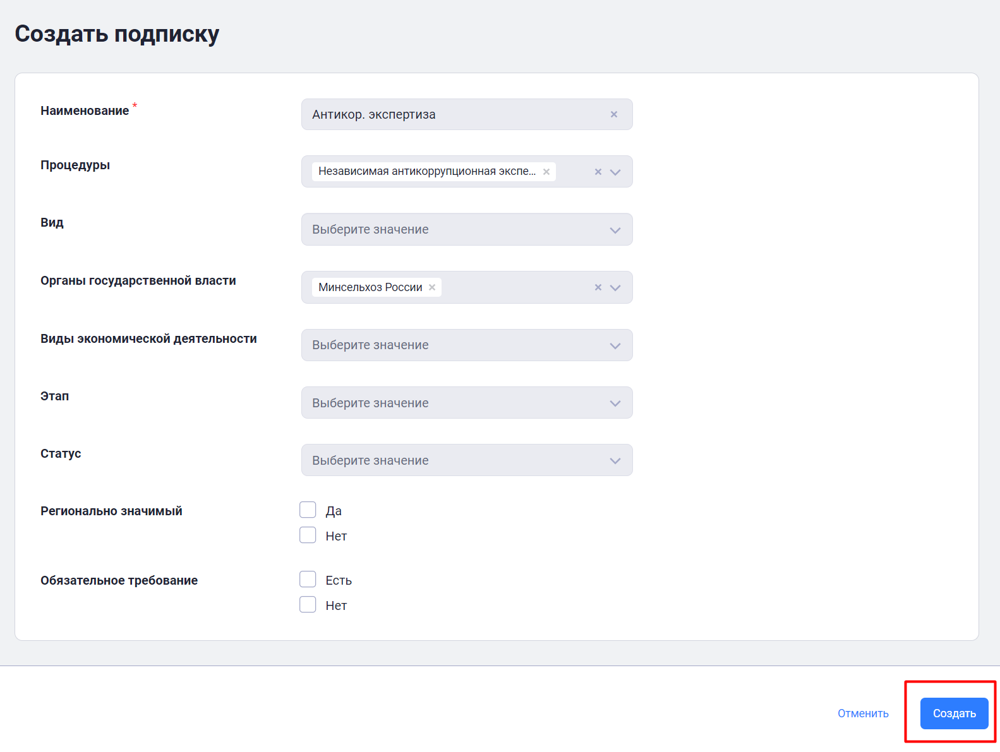 Создать подписку
Наименование *
Антикор. экспертиза
Процедуры
Независимая антикоррупционная экспе...
Вид
Выберите значение
Органы государственной власти
Минсельхоз России
Виды экономической деятельности
Выберите значение
Этап
Выберите значение
Статус
Выберите значение
Регионально значимый
Да
Нет
Обязательное требование
Есть
Нет
Отменить
Создать